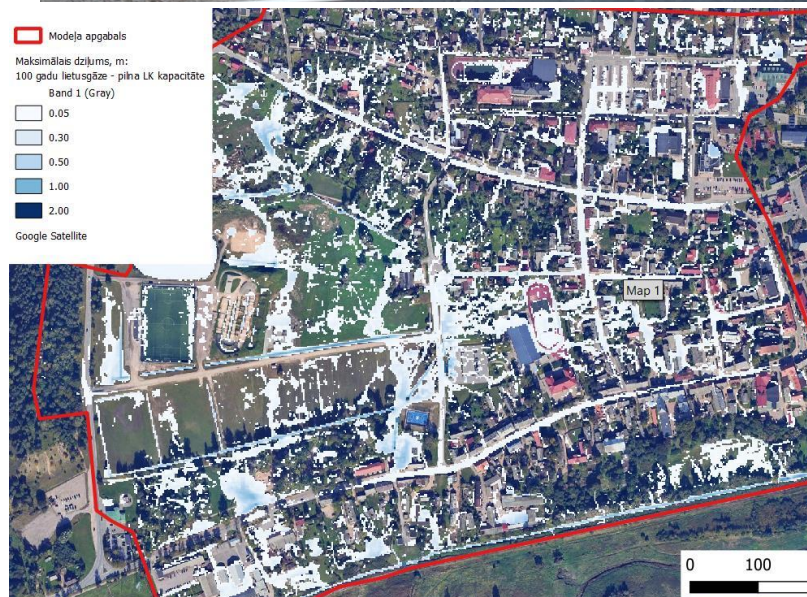 Modeļa apgabals
Maksimālais dziļums, m:
100 gadu lietusgāze - pilna LK kapacitāte
Band 1 (Gray)
0.05
0.30
0.50
1.00
2.00
Google Satellite
Map 1
0 100